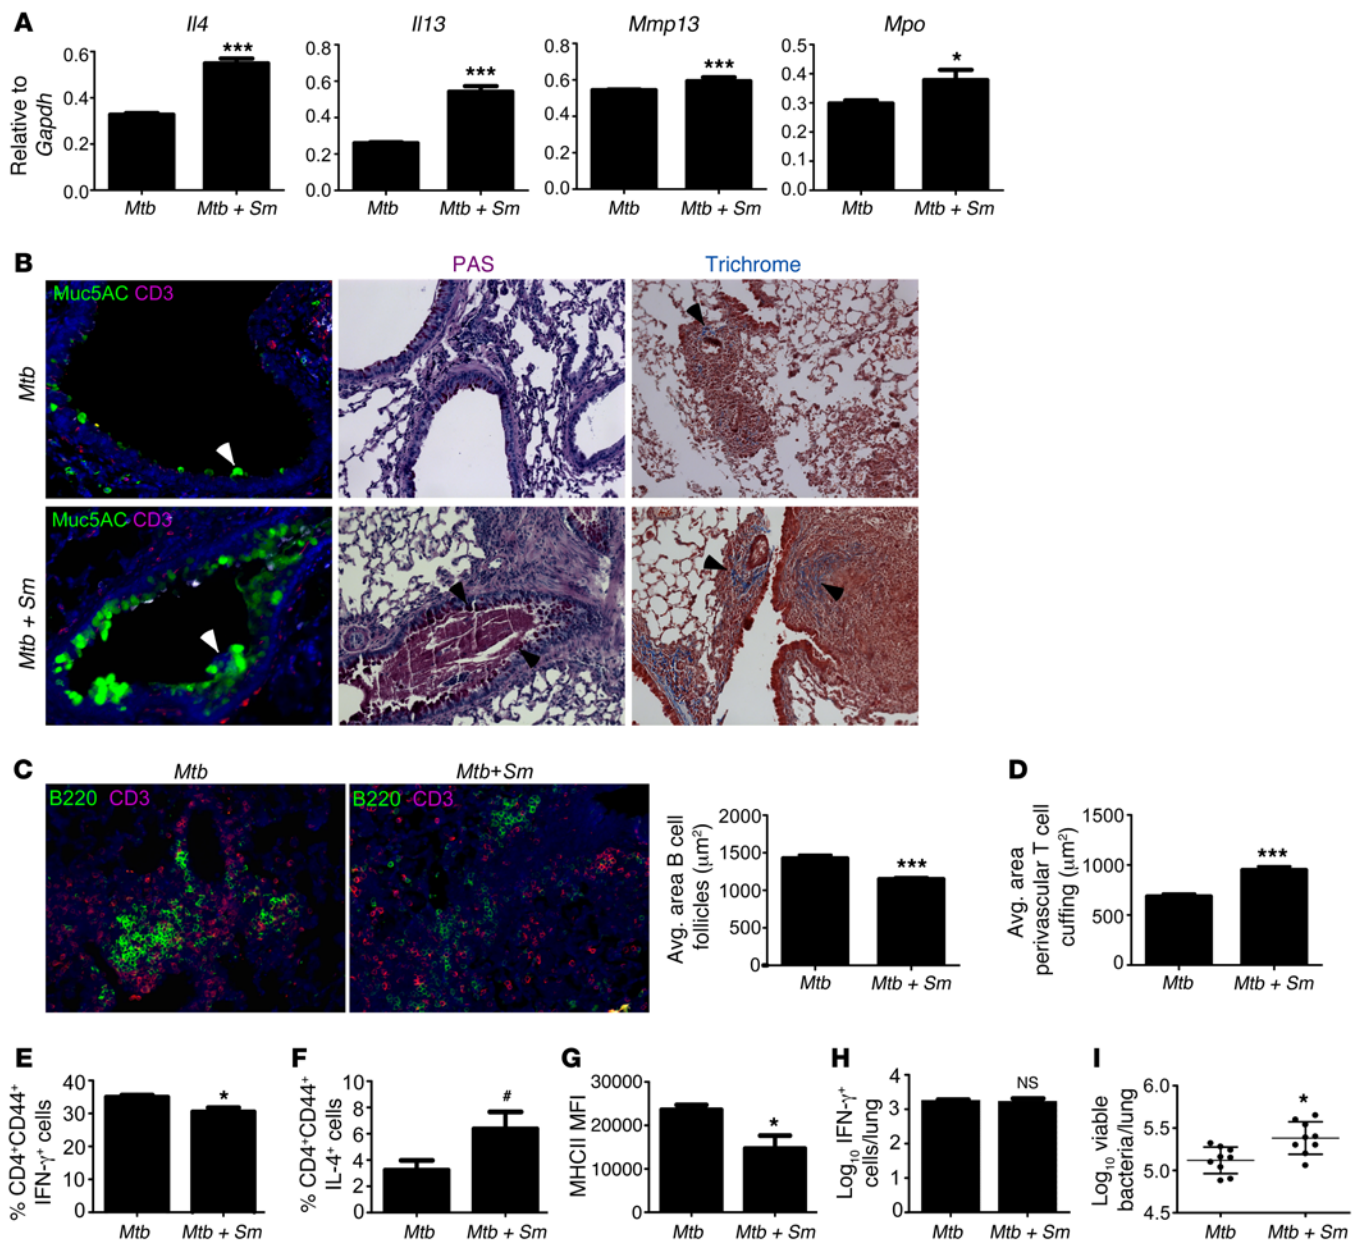 A
Il4
Il13
Mmp13
Mpo
Relative to
Gapdh
0.6
0.4
0.2
0.0
***
Mtb
Mtb + Sm
0.8
0.6
0.4
0.2
0.0
***
Mtb
Mtb + Sm
0.8
0.6
0.4
0.2
0.0
***
Mtb
Mtb + Sm
0.5
0.4
0.3
0.2
0.1
0.0
*
Mtb
Mtb + Sm
B
PAS
Trichrome
Mtb
Muc5AC CD3
Mtb + Sm
Muc5AC CD3
C
Mtb
Mtb+Sm
B220 CD3
B220 CD3
Avg. area B cell
follicles (μm²)
2000
1500
1000
500
0
***
Mtb
Mtb + Sm
D
Avg. area
perivascular T cell
cuffing (μm²)
1500
1000
500
0
***
Mtb
Mtb + Sm
E
% CD4⁺CD44⁺
IFN-γ⁺ cells
40
30
20
10
0
*
Mtb
Mtb + Sm
F
% CD4⁺CD44⁺
IL-4⁺ cells
10
8
6
4
2
0
#
Mtb
Mtb + Sm
G
MHCII MFI
30000
20000
10000
0
*
Mtb
Mtb + Sm
H
Log₁₀ IFN-γ⁺
cells/lung
4
3
2
1
0
NS
Mtb
Mtb + Sm
I
Log₁₀ viable
bacteria/lung
6.0
5.5
5.0
4.5
*
Mtb
Mtb + Sm